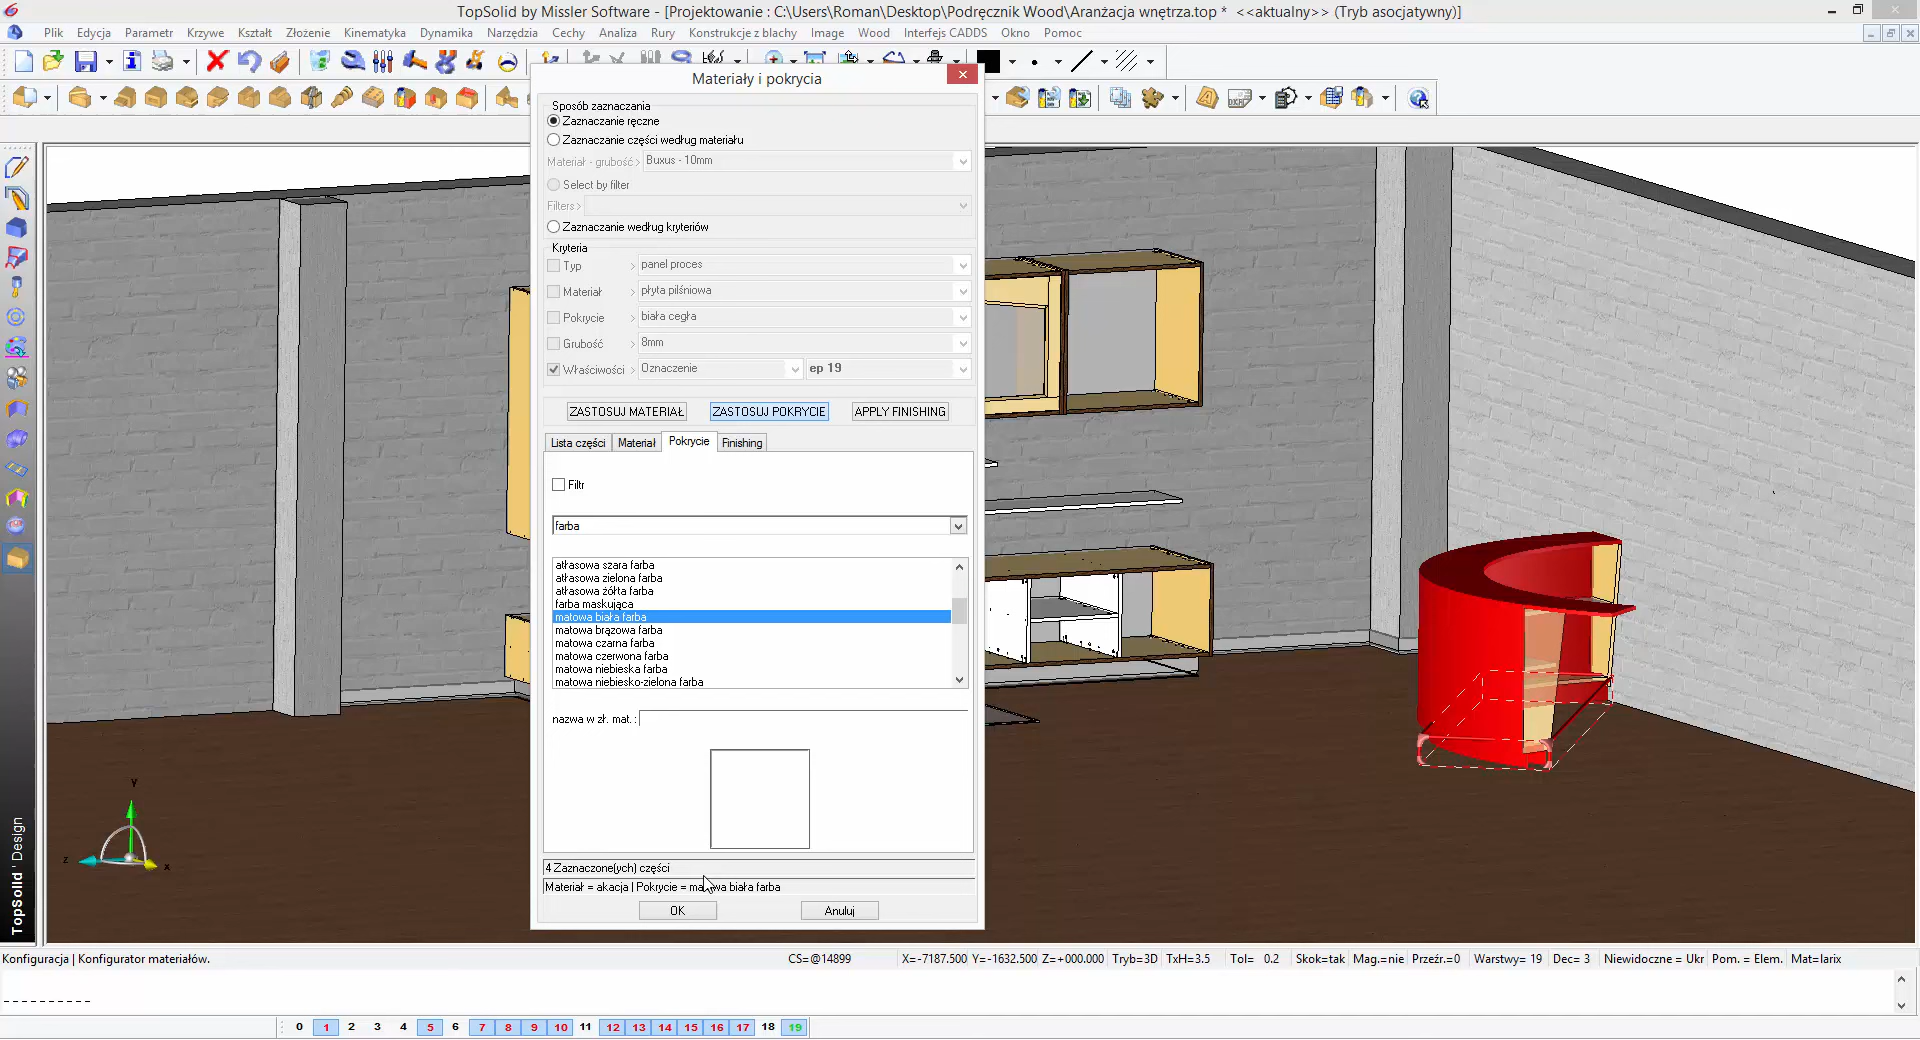 TopSolid by Missler Software - [Projektowanie : C:\Users\Roman\Desktop\Podręcznik Wood\Aranżacja wnętrza.top *  <<aktualny>> (Tryb asocjatywny)]
Plik Edycja Parametr Krzywe Kształt Złożenie Kinematyka Dynamika Narzędzia Cechy Analiza Rury Konstrukcje z blachy Image Wood Interfejs CADDS Okno Pomoc
Materiały i pokrycia
Sposób zaznaczania
Zaznaczanie ręczne
Zaznaczanie części według materiału
Materiał - grubość > Buxus - 10mm
Select by filter
Filters >
Zaznaczanie według kryteriów
Kryteria
Typ > panel proces
Materiał > płyta pilśniowa
Pokrycie > biała cegła
Grubość > 8mm
Właściwości > Oznaczenie ep 19
ZASTOSUJ MATERIAŁ ZASTOSUJ POKRYCIE APPLY FINISHING
Lista części Materiał Pokrycie Finishing
Filtr
farba
atłasowa szara farba
atłasowa zielona farba
atłasowa żółta farba
farba maskująca
matowa biała farba
matowa brązowa farba
matowa czarna farba
matowa czerwona farba
matowa niebieska farba
matowa niebiesko-zielona farba
nazwa w zł. mat. :
4 Zaznaczone(ych) części
Materiał = akacja | Pokrycie = matowa biała farba
OK Anuluj
y
z
x
TopSolid ' Design
Konfiguracja | Konfigurator materiałów. CS=@14899 X=-7187.500 Y=-1632.500 Z=+000.000 Tryb=3D TxH=3.5 Tol= 0.2 Skok=tak Mag.=nie Przeźr.=0 Warstwy= 19 Dec= 3 Niewidoczne = Ukr Pom. = Elem. Mat=larix
----------
0 1 2 3 4 5 6 7 8 9 10 11 12 13 14 15 16 17 18 19